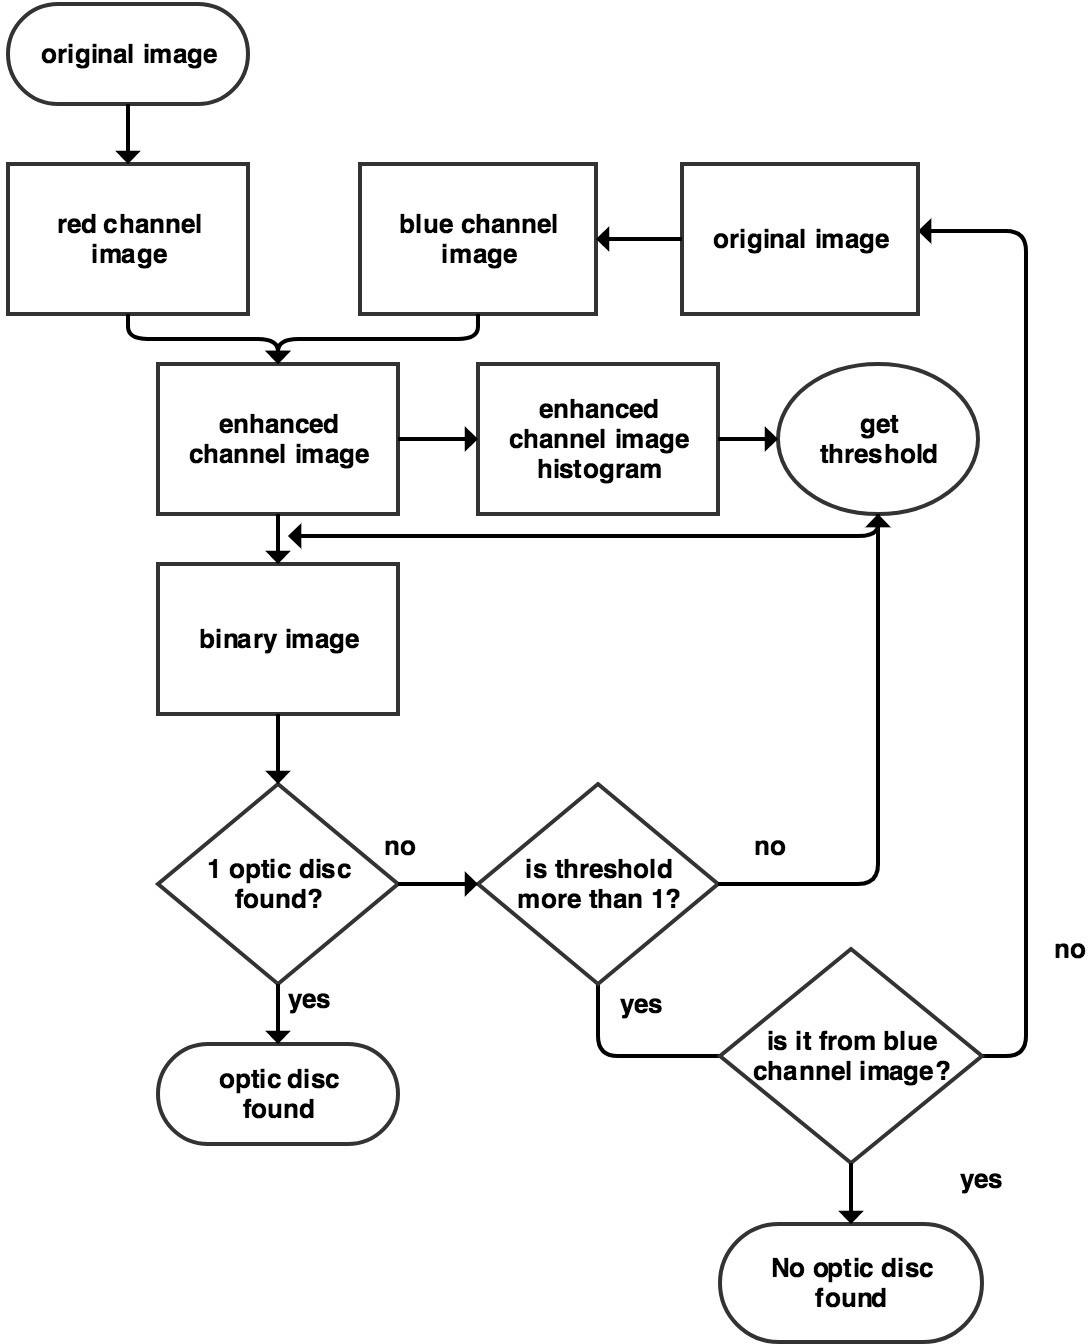 original image
red channel
image
blue channel
image
original image
enhanced
channel image
enhanced
channel image
histogram
get
threshold
binary image
1 optic disc
found?
no
is threshold
more than 1?
no
yes
optic disc
found
yes
is it from blue
channel image?
no
yes
No optic disc
found